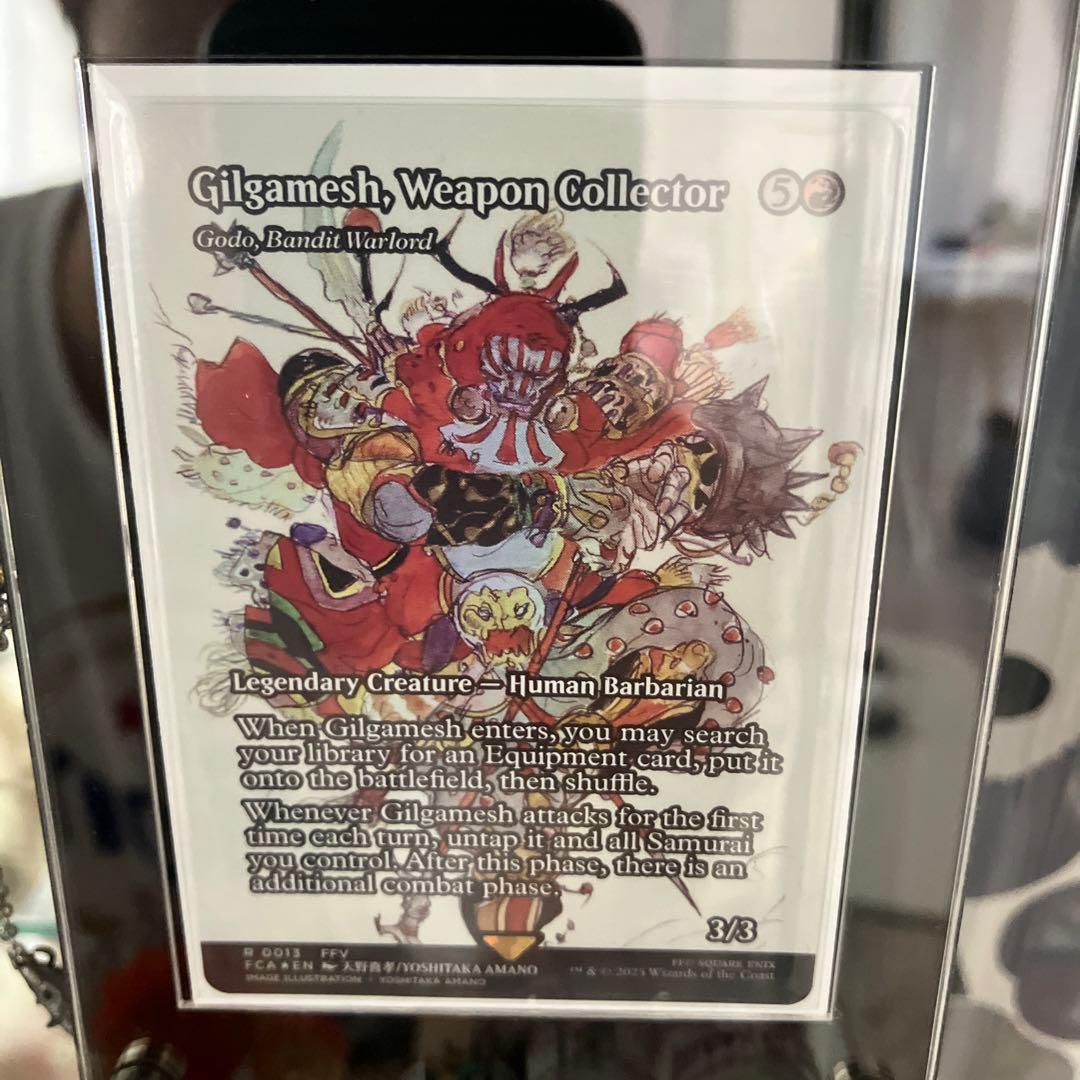 Gilgamesh, Weapon Collector 5
Godo, Bandit Warlord
Legendary Creature — Human Barbarian
When Gilgamesh enters, you may search
your library for an Equipment card, put it
onto the battlefield, then shuffle.
Whenever Gilgamesh attacks for the first
time each turn, untap it and all Samurai
you control. After this phase, there is an
additional combat phase.
3/3
R 0013 FFV
FCA ★ EN 天野喜孝/YOSHITAKA AMANO
IMAGE ILLUSTRATION : YOSHITAKA AMANO
FF© SQUARE ENIX
™ & © 2025 Wizards of the Coast